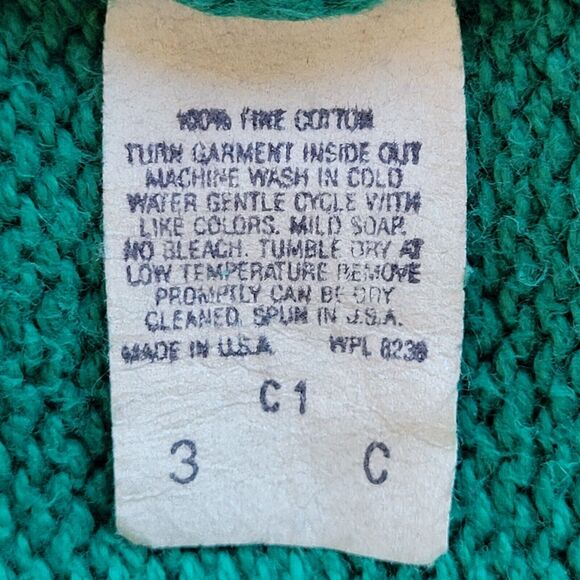 100% FINE COTTON
TURN GARMENT INSIDE OUT
MACHINE WASH IN COLD
WATER GENTLE CYCLE WITH
LIKE COLORS. MILD SOAP.
NO BLEACH. TUMBLE DRY AT
LOW TEMPERATURE REMOVE
PROMPTLY CAN BE DRY
CLEANED. SPUN IN U.S.A.
MADE IN U.S.A. WPL 8238
C 1
3 C